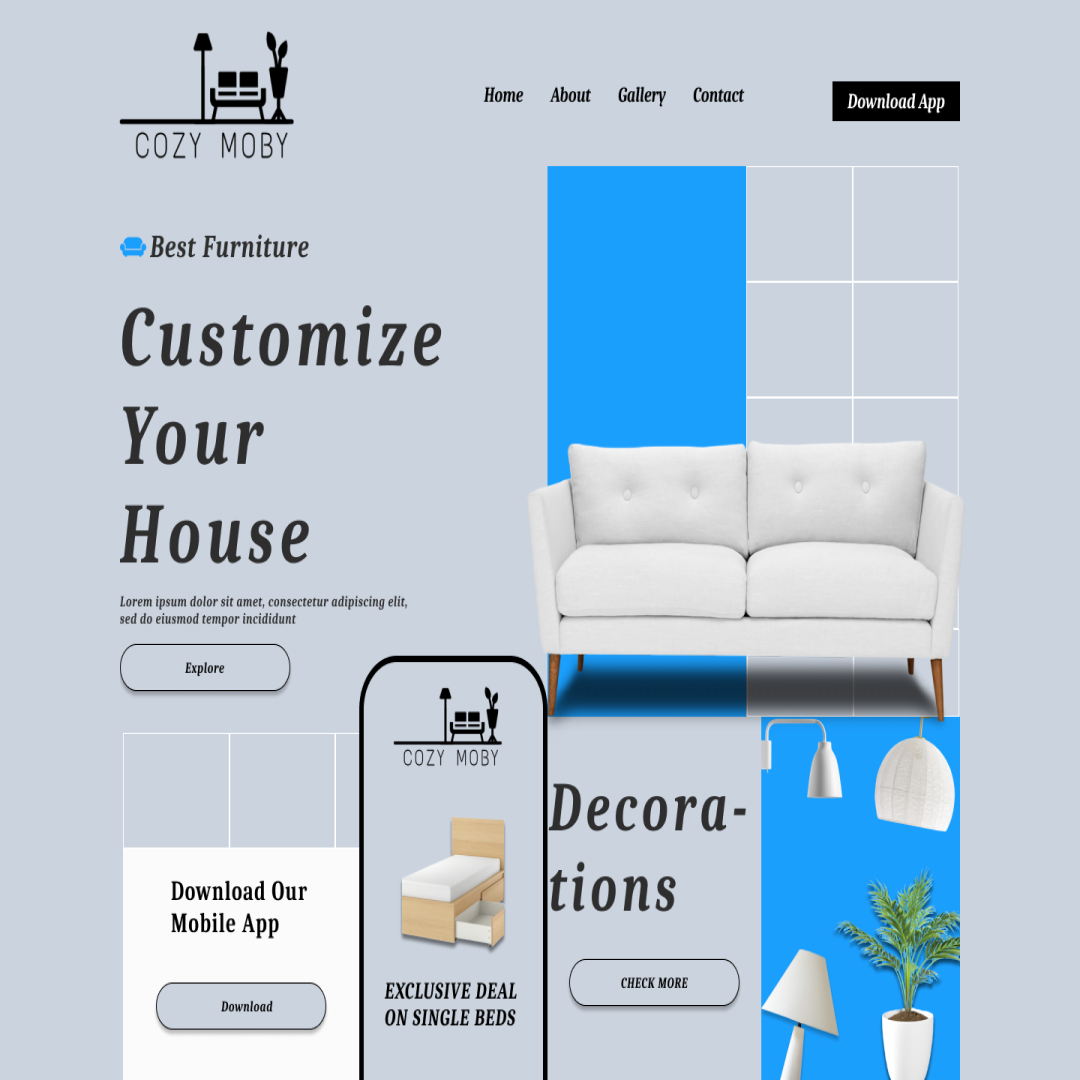 COZY MOBY
Home About Gallery Contact
Download App
Best Furniture
Customize
Your
House
Lorem ipsum dolor sit amet, consectetur adipiscing elit,
sed do eiusmod tempor incididunt
Explore
COZY MOBY
Download Our
Mobile App
Download
EXCLUSIVE DEAL
ON SINGLE BEDS
Decora-
tions
CHECK MORE